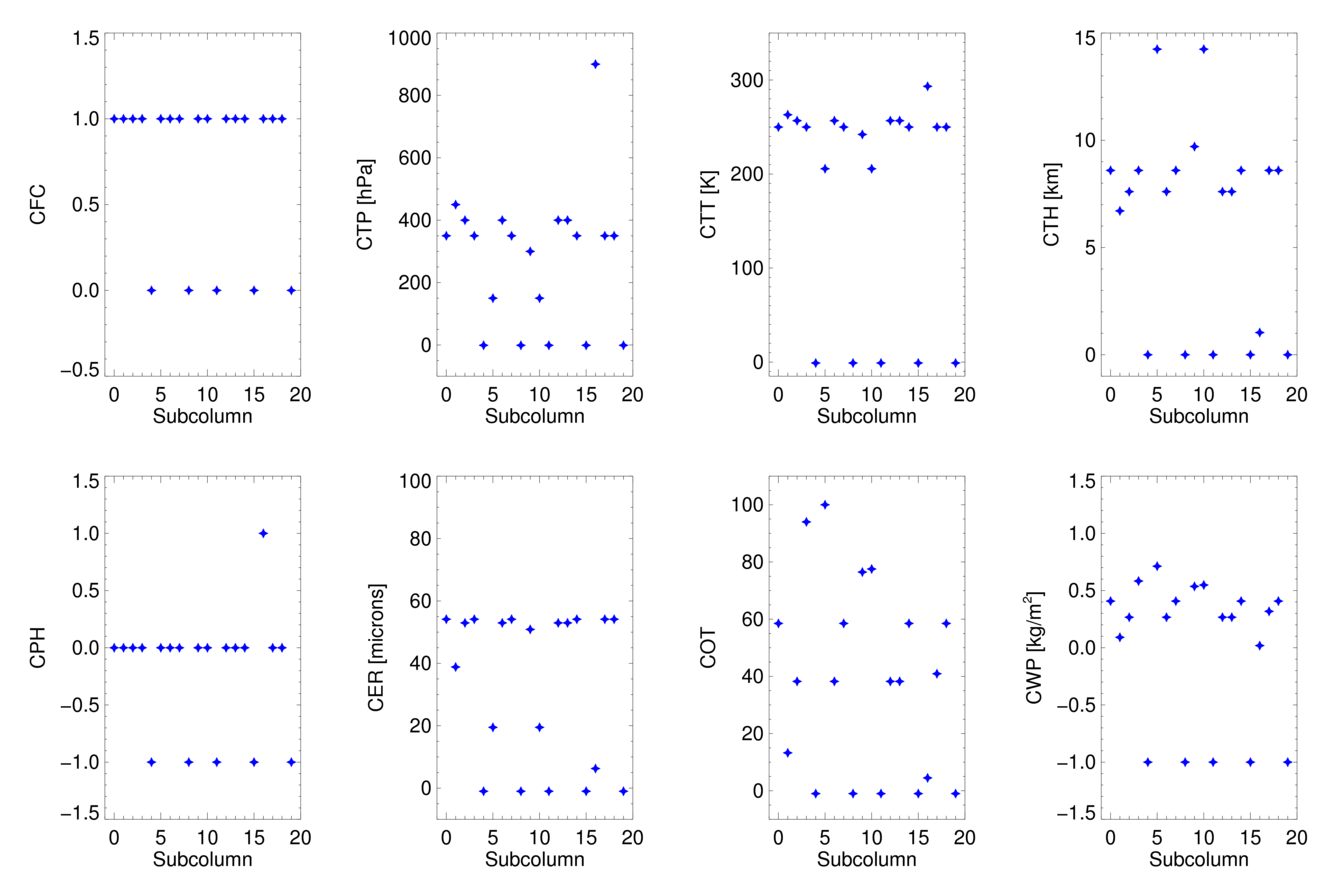 CFC
1.5
1.0
0.5
0.0
−0.5
0 5 10 15 20
Subcolumn
CTP [hPa]
1000
800
600
400
200
0
0 5 10 15 20
Subcolumn
CTT [K]
300
200
100
0
0 5 10 15 20
Subcolumn
CTH [km]
15
10
5
0
0 5 10 15 20
Subcolumn
CPH
1.5
1.0
0.5
0.0
−0.5
−1.0
−1.5
0 5 10 15 20
Subcolumn
CER [microns]
100
80
60
40
20
0
0 5 10 15 20
Subcolumn
COT
100
80
60
40
20
0
0 5 10 15 20
Subcolumn
CWP [kg/m²]
1.5
1.0
0.5
0.0
−0.5
−1.0
−1.5
0 5 10 15 20
Subcolumn